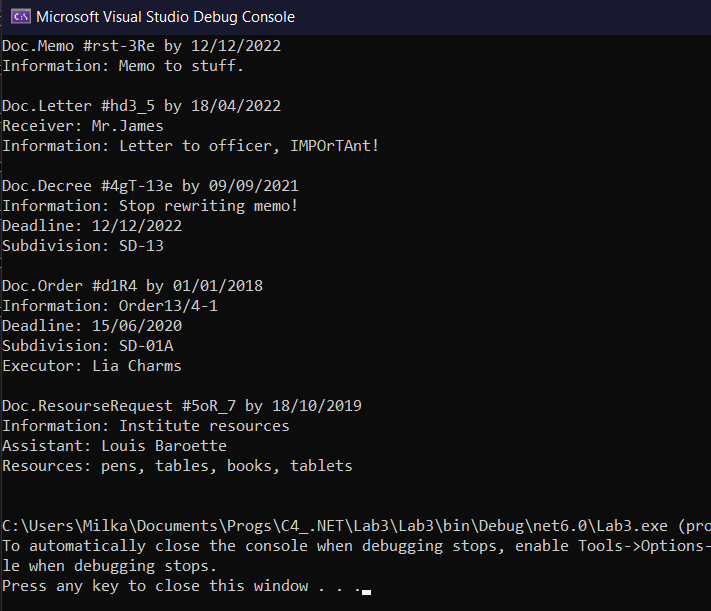 Microsoft Visual Studio Debug Console
Doc.Memo #rst-3Re by 12/12/2022
Information: Memo to stuff.
Doc.Letter #hd3_5 by 18/04/2022
Receiver: Mr.James
Information: Letter to officer, IMPOrTAnt!
Doc.Decree #4gT-13e by 09/09/2021
Information: Stop rewriting memo!
Deadline: 12/12/2022
Subdivision: SD-13
Doc.Order #d1R4 by 01/01/2018
Information: Order13/4-1
Deadline: 15/06/2020
Subdivision: SD-01A
Executor: Lia Charms
Doc.ResourseRequest #5oR_7 by 18/10/2019
Information: Institute resources
Assistant: Louis Baroette
Resources: pens, tables, books, tablets
C:\Users\Milka\Documents\Progs\C4_.NET\Lab3\Lab3\bin\Debug\net6.0\Lab3.exe (pro
To automatically close the console when debugging stops, enable Tools->Options-
le when debugging stops.
Press any key to close this window . . .